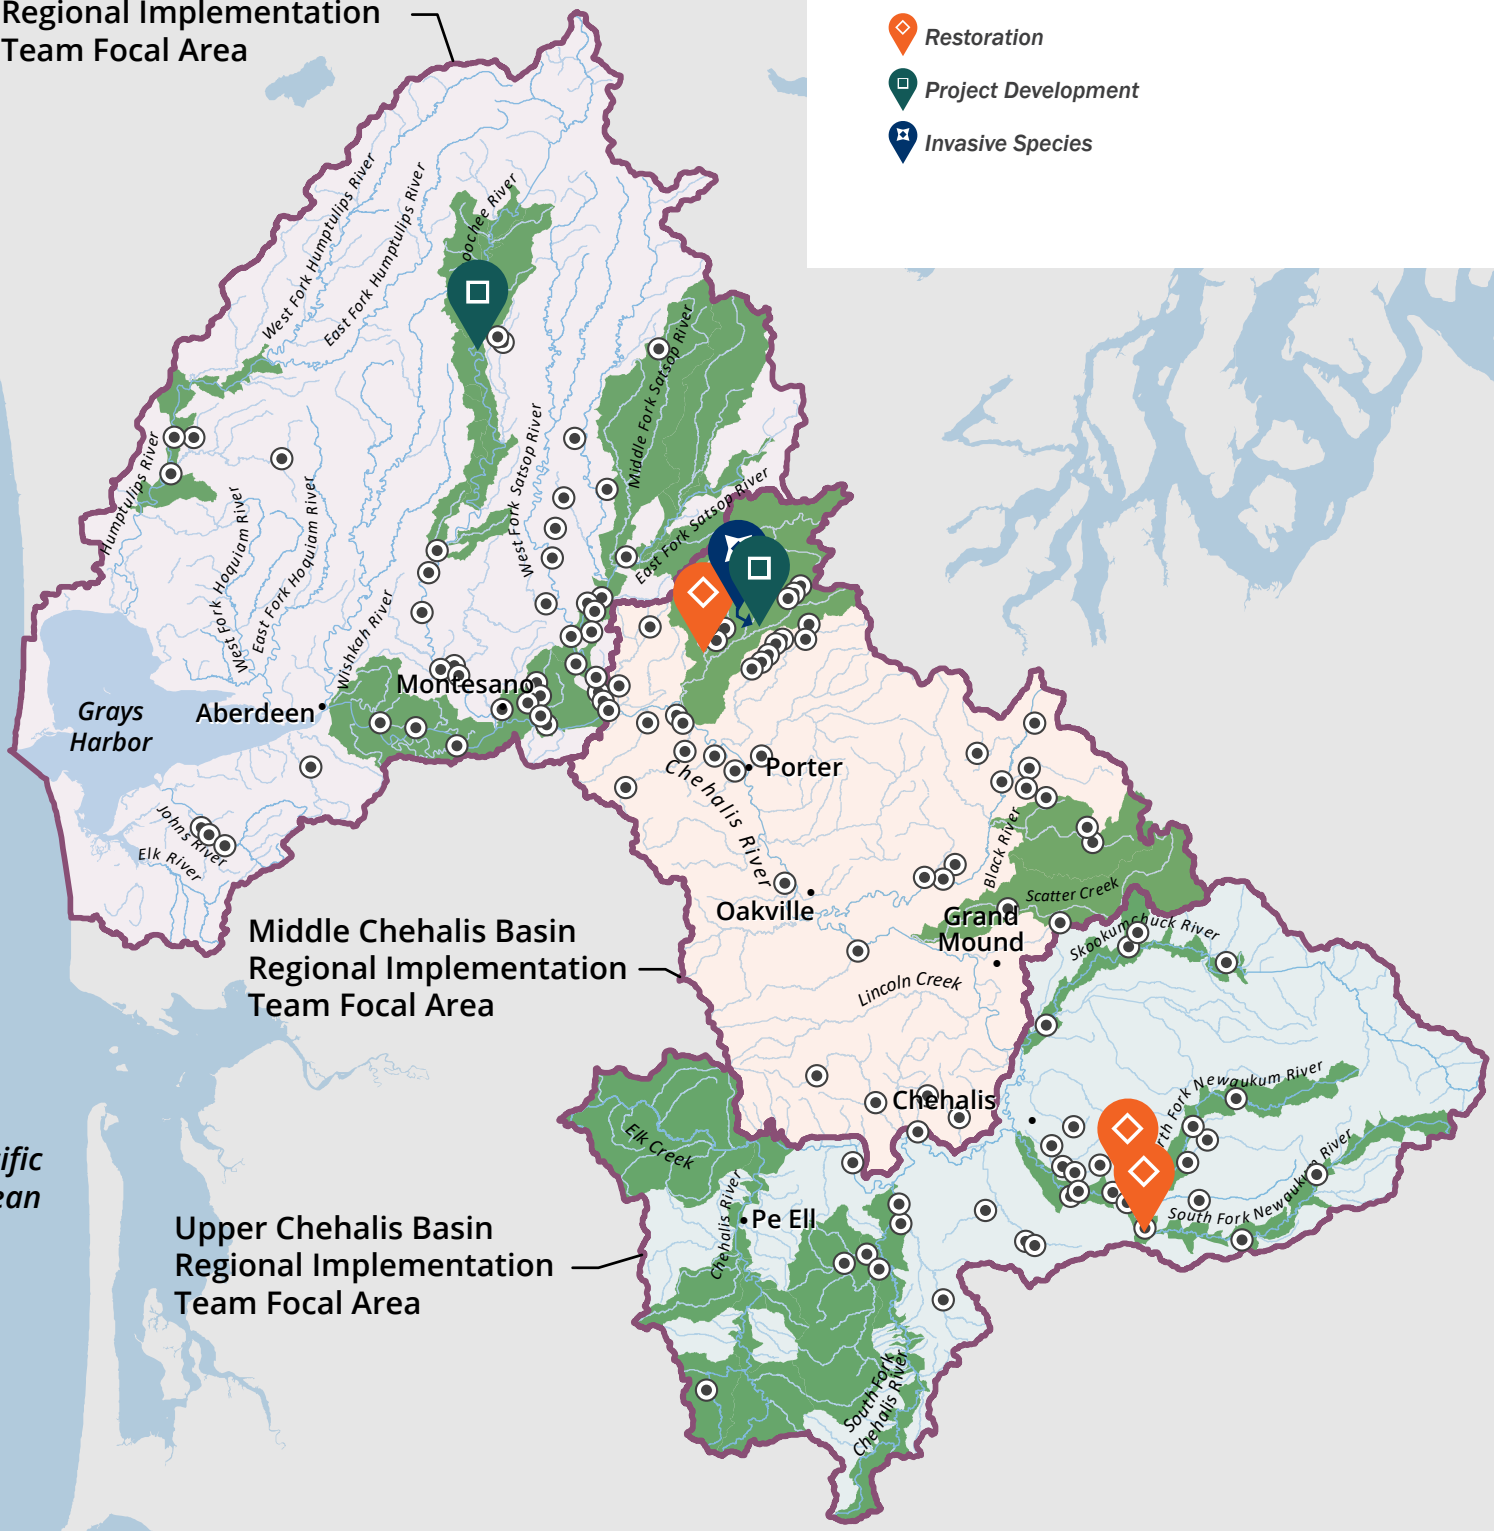 Regional Implementation
Team Focal Area
Restoration
Project Development
Invasive Species
West Fork Humptulips River
East Fork Humptulips River
River
Middle Fork Satsop River
West Fork Satsop River
East Fork Satsop River
Humptulips River
West Fork Hoquiam River
East Fork Hoquiam River
Wishkah River
Montesano
Aberdeen
Grays
Harbor
Johns River
Elk River
Chehalis River
Porter
Black River
Oakville
Scatter Creek
Grand
Mound
Skookumchuck River
Lincoln Creek
Middle Chehalis Basin
Regional Implementation
Team Focal Area
Chehalis
Fork Newaukum River
South Fork Newaukum River
Elk Creek
Chehalis River
Pe Ell
Upper Chehalis Basin
Regional Implementation
Team Focal Area
South Fork
Chehalis River